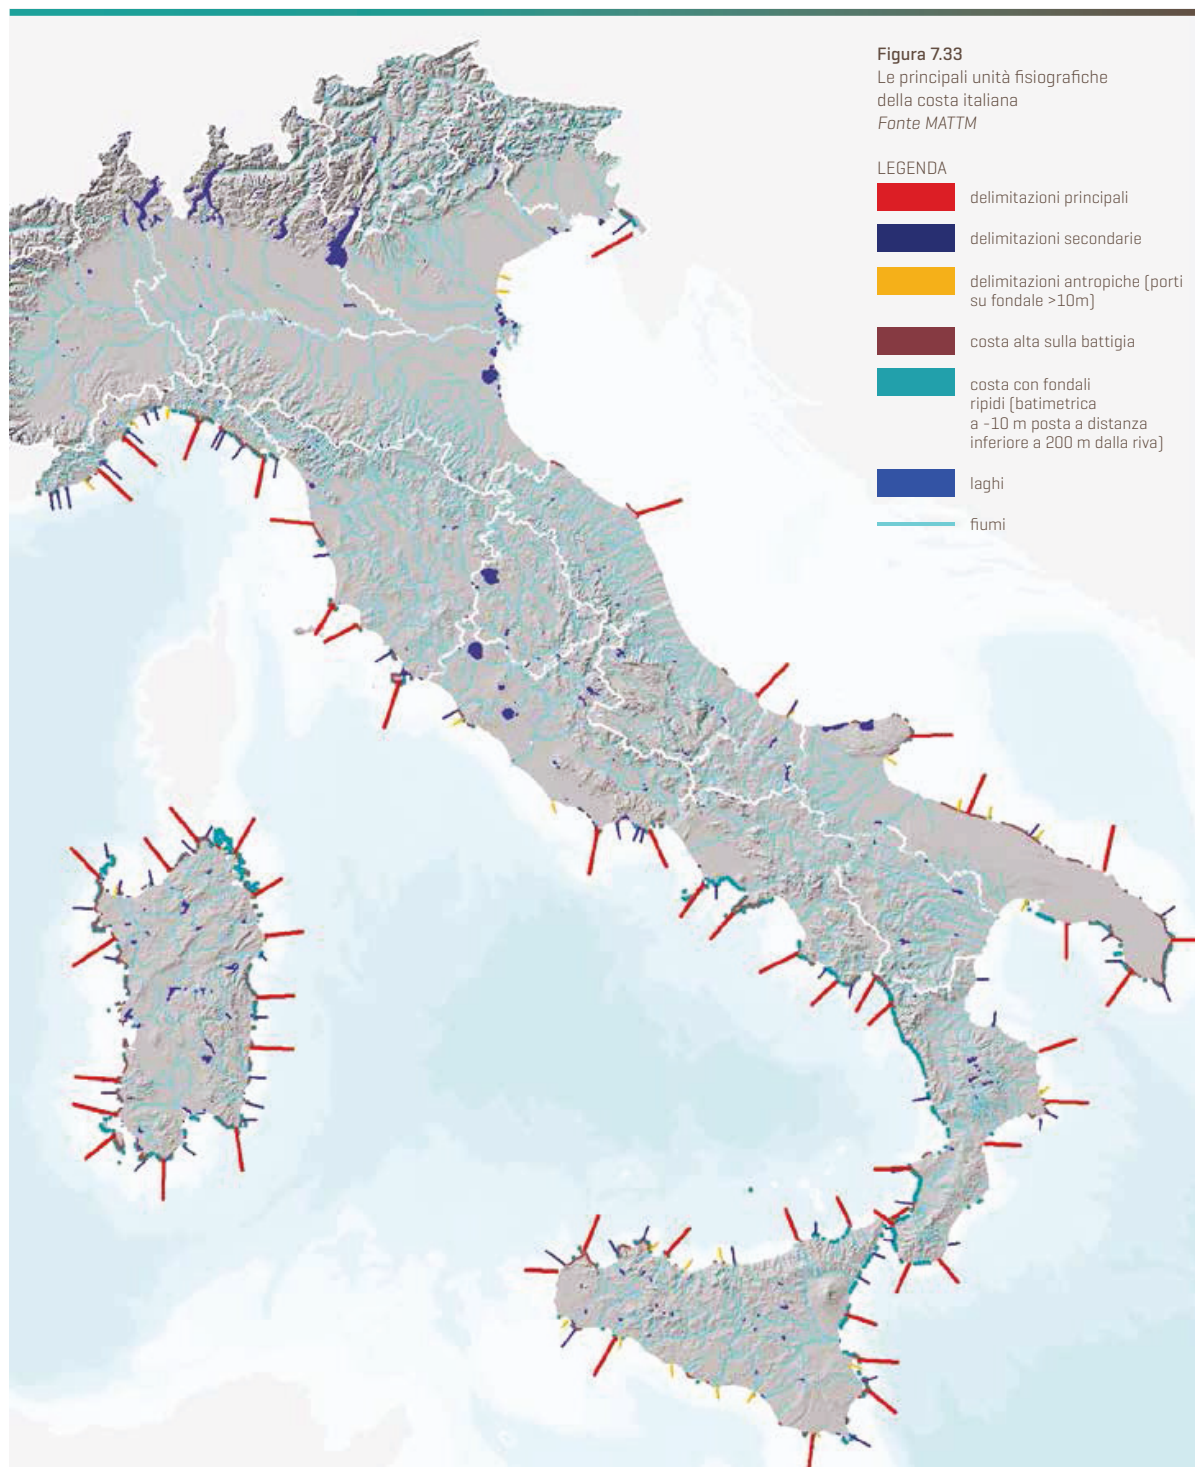 Figura 7.33
Le principali unità fisiografiche
della costa italiana
Fonte MATTM
LEGENDA
delimitazioni principali
delimitazioni secondarie
delimitazioni antropiche (porti
su fondale >10m)
costa alta sulla battigia
costa con fondali
ripidi (batimetrica
a -10 m posta a distanza
inferiore a 200 m dalla riva)
laghi
fiumi